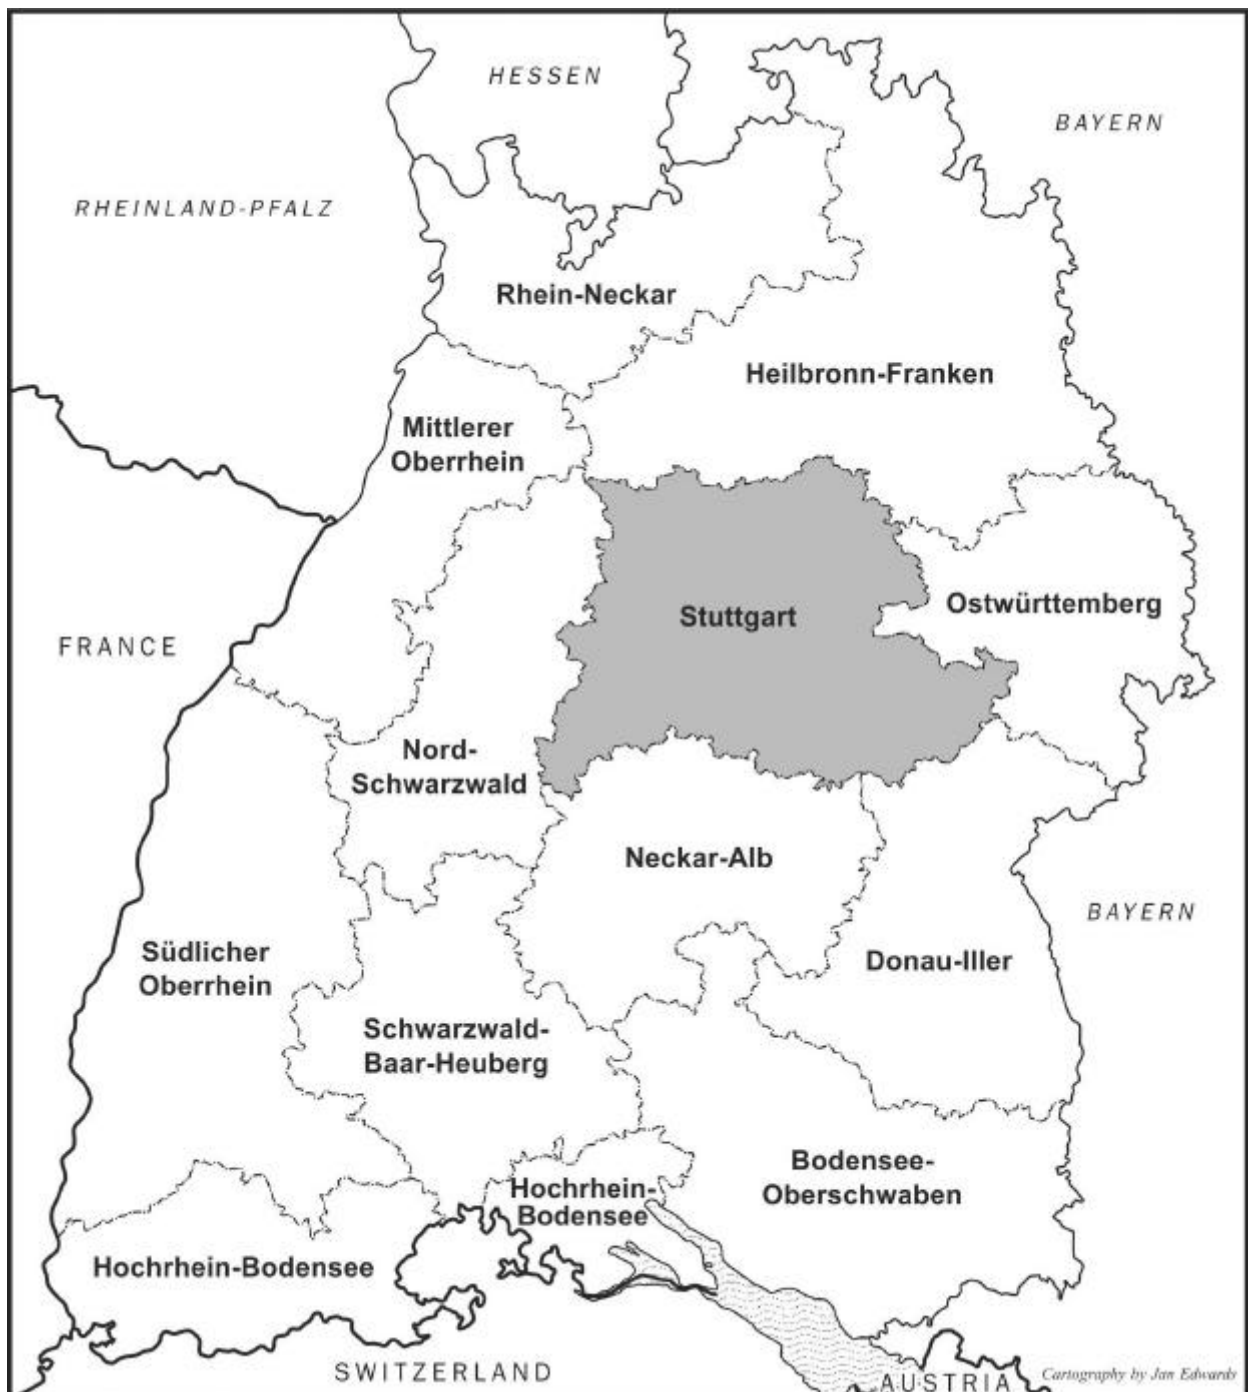 HESSEN
BAYERN
RHEINLAND-PFALZ
Rhein-Neckar
Heilbronn-Franken
Mittlerer
Oberrhein
Stuttgart
Ostwürttemberg
FRANCE
Nord-
Schwarzwald
Neckar-Alb
BAYERN
Südlicher
Oberrhein
Donau-Iller
Schwarzwald-
Baar-Heuberg
Bodensee-
Oberschwaben
Hochrhein-
Bodensee
Hochrhein-Bodensee
SWITZERLAND
AUSTRIA
Cartography by Jan Edwards